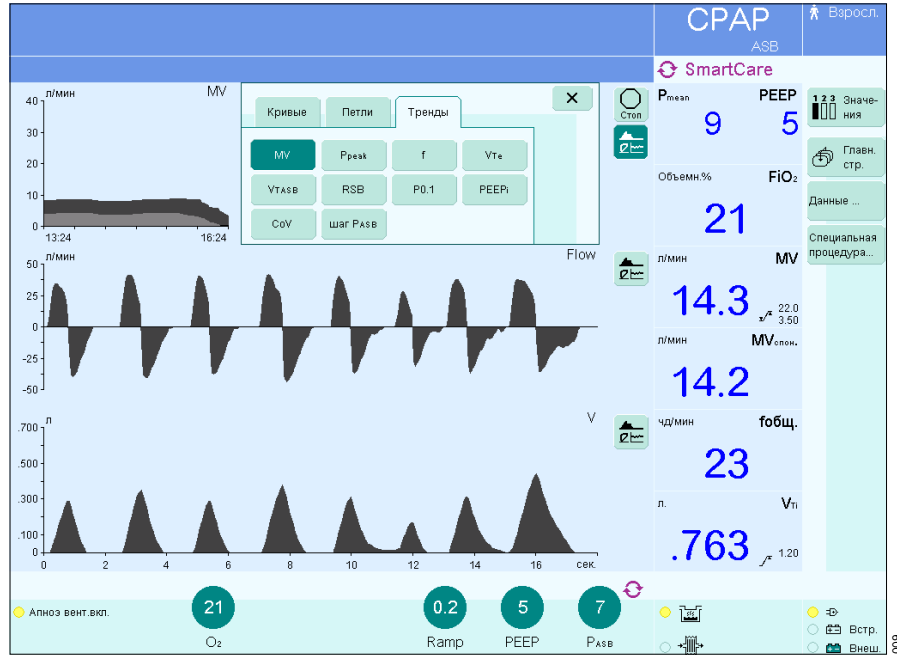 CPAP
ASB
Взросл.
SmartCare
л/мин
MV
40
30
20
10
0
13:24
16:24
Кривые
Петли
Тренды
MV
Ppeak
f
VTe
VTASB
RSB
P0.1
PEEPi
CoV
шаг PASB
Стоп
Pmean
PEEP
9
5
Объемн.%
FiO2
21
л/мин
MV
14.3
22.0
3.50
л/мин
MVспон.
14.2
чд/мин
fобщ.
23
л.
VTi
.763
1.20
1 2 3
Значе-
ния
Главн.
стр.
Данные ...
Специальная
процедура...
л/мин
Flow
50
25
0
-25
-50
л
V
.700
.500
.300
.100
0
0 2 4 6 8 10 12 14 16 сек.
Апноэ вент.вкл.
21
O2
0.2
Ramp
5
PEEP
7
PASB
Встр.
Внеш.